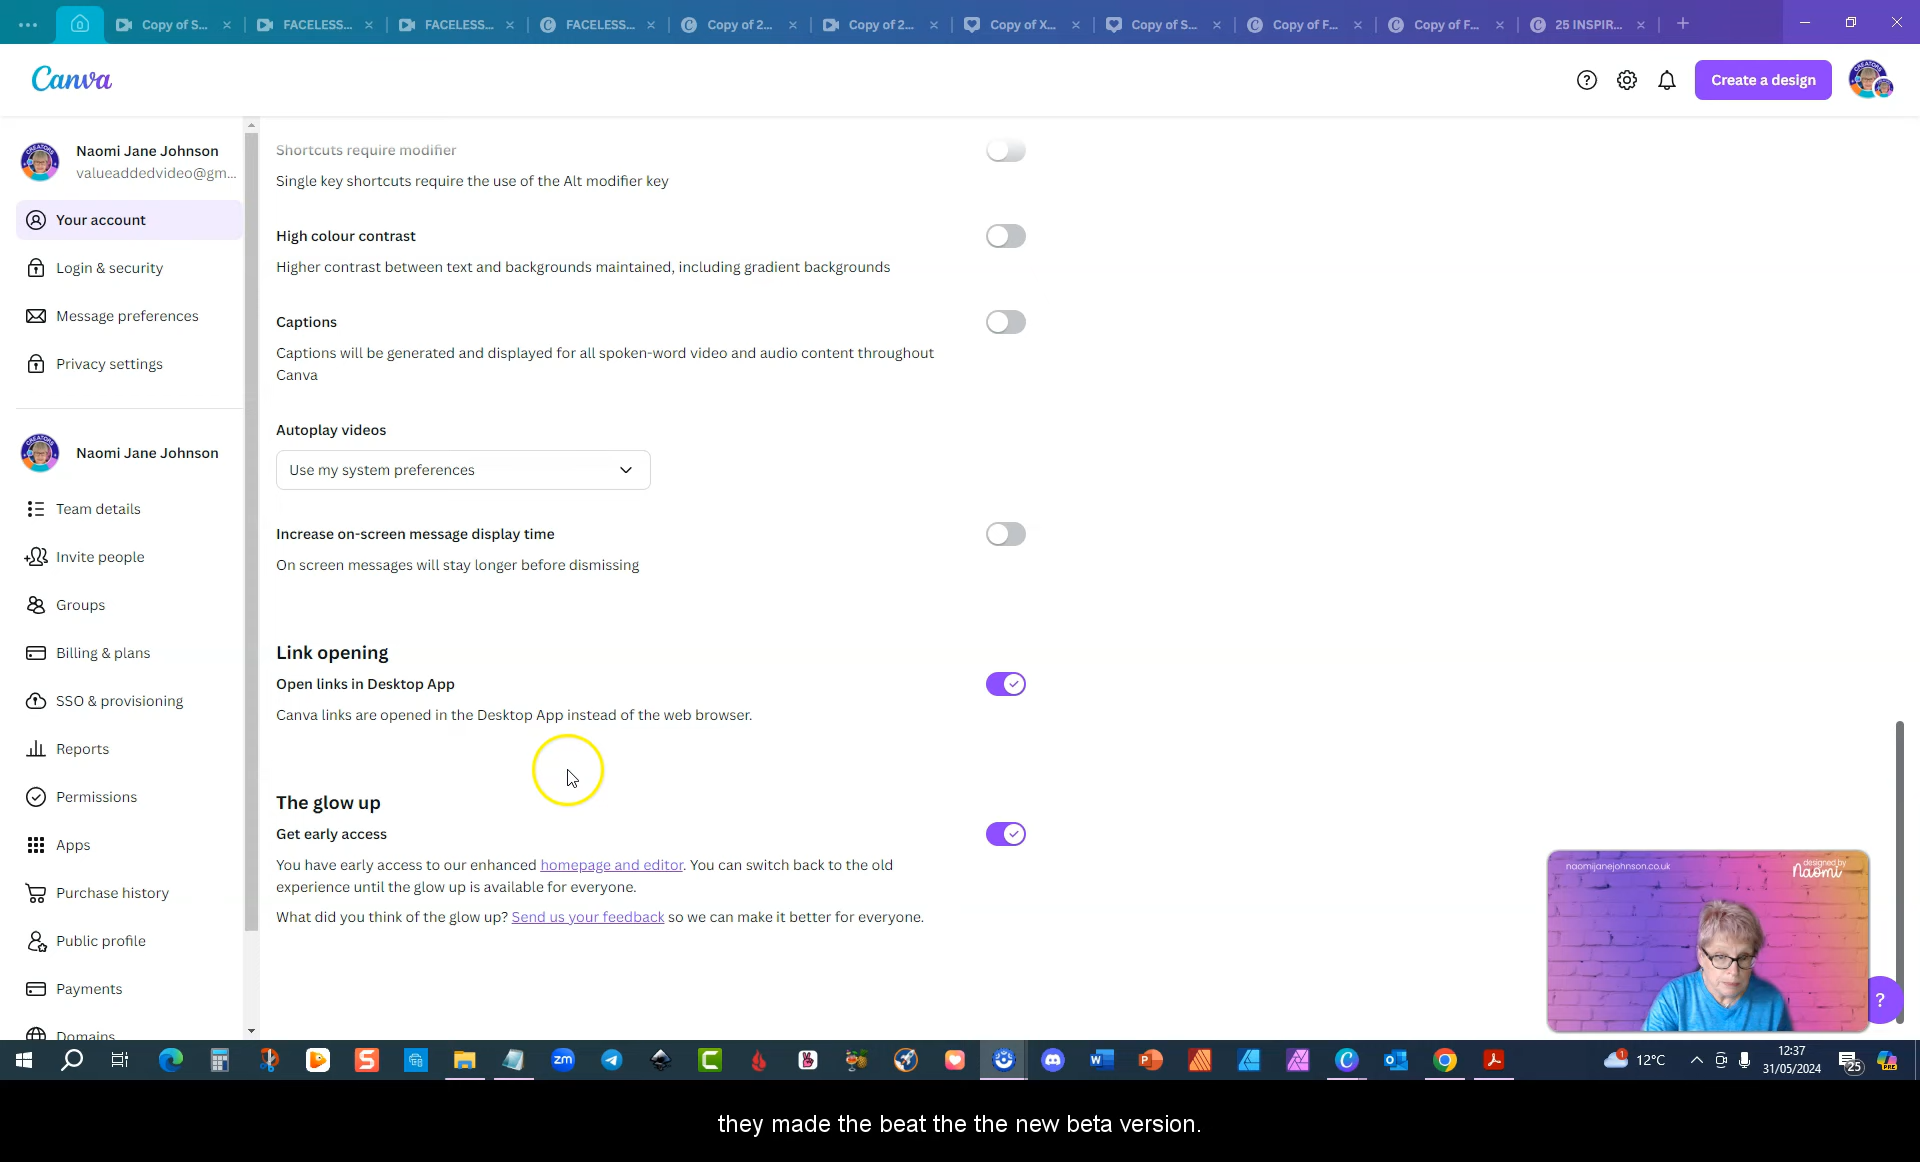 Copy of S...
FACELESS...
FACELESS...
FACELESS...
Copy of 2...
Copy of 2...
Copy of X...
Copy of S...
Copy of F...
Copy of F...
25 INSPIR...
Canva
Create a design
Naomi Jane Johnson
valueaddedvideo@gm...
Your account
Login & security
Message preferences
Privacy settings
Naomi Jane Johnson
Team details
Invite people
Groups
Billing & plans
SSO & provisioning
Reports
Permissions
Apps
Purchase history
Public profile
Payments
Domains
Shortcuts require modifier
Single key shortcuts require the use of the Alt modifier key
High colour contrast
Higher contrast between text and backgrounds maintained, including gradient backgrounds
Captions
Captions will be generated and displayed for all spoken-word video and audio content throughout
Canva
Autoplay videos
Use my system preferences
Increase on-screen message display time
On screen messages will stay longer before dismissing
Link opening
Open links in Desktop App
Canva links are opened in the Desktop App instead of the web browser.
The glow up
Get early access
You have early access to our enhanced homepage and editor. You can switch back to the old
experience until the glow up is available for everyone.
What did you think of the glow up? Send us your feedback so we can make it better for everyone.
naomijanejohnson.co.uk
designed by
Naomi
?
zm
1
12°C
12:37
31/05/2024
25
PRE
they made the beat the the new beta version.